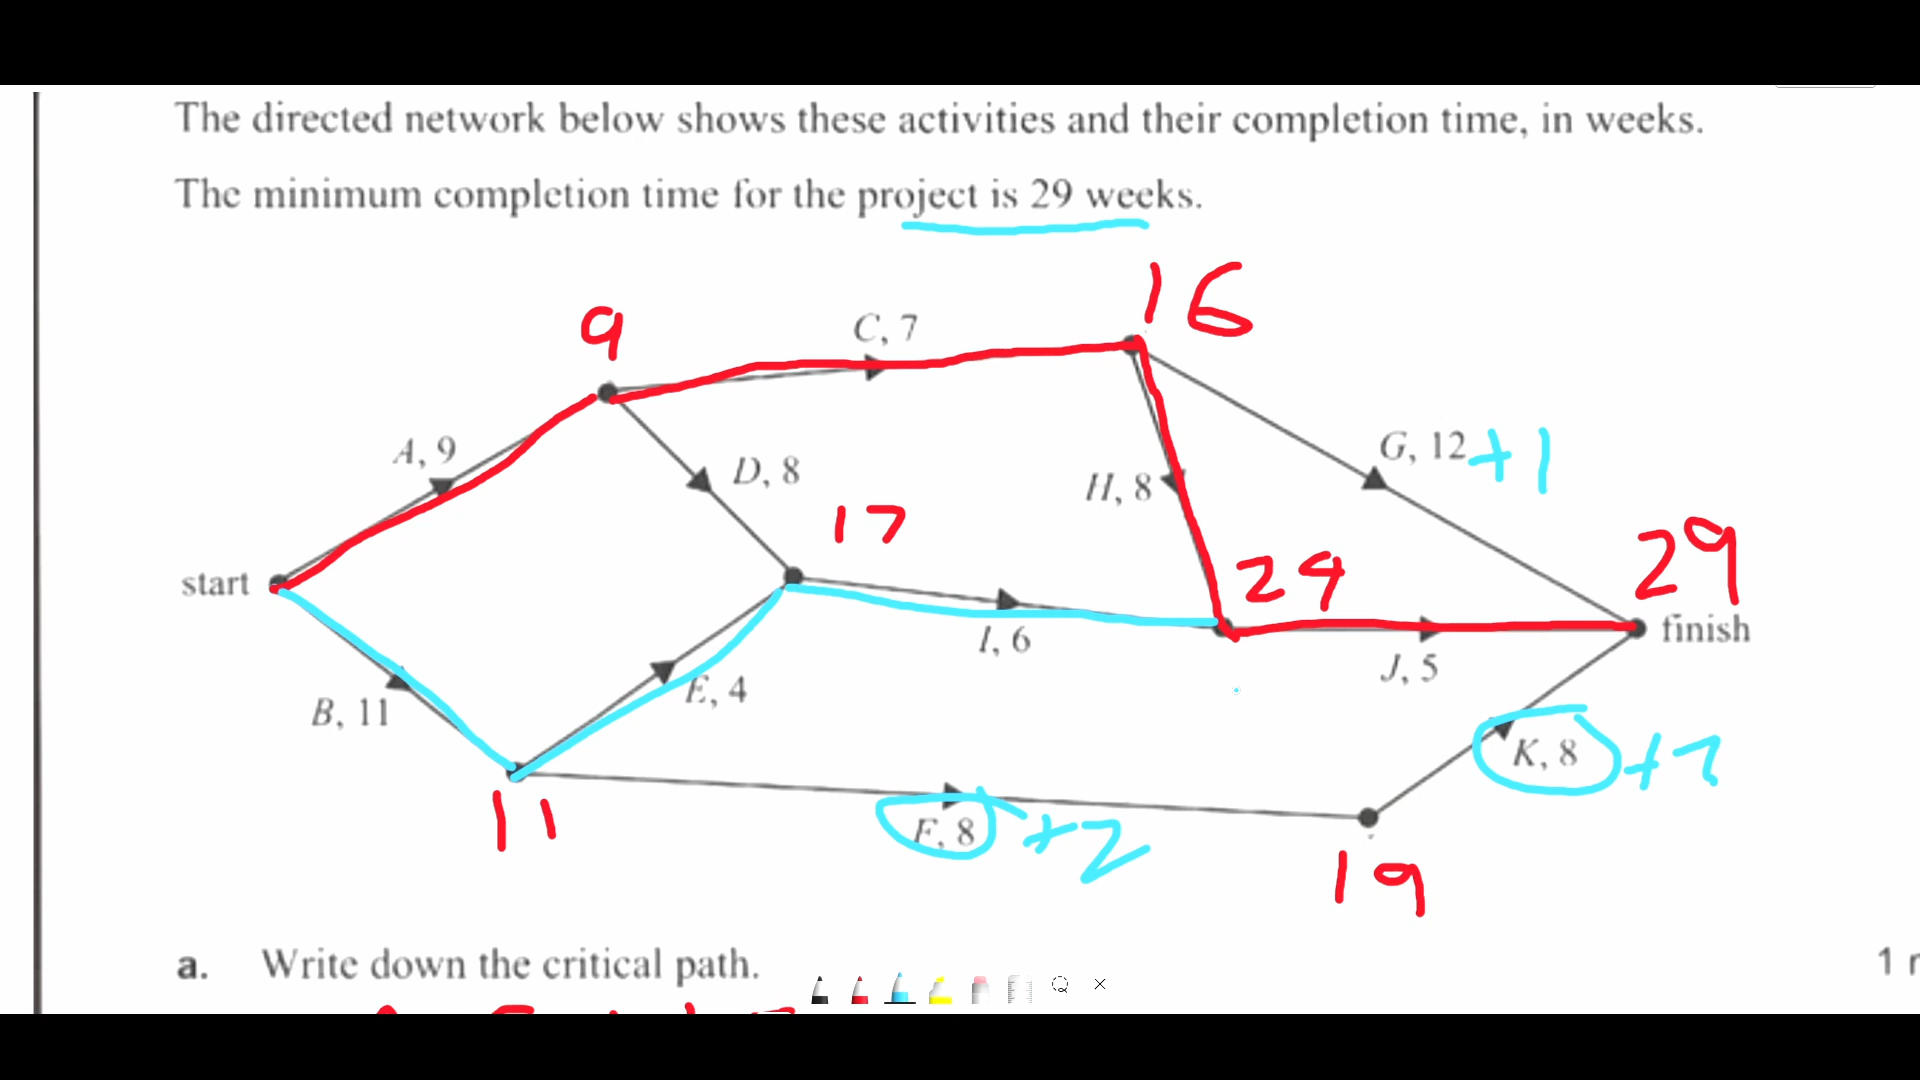 The directed network below shows these activities and their completion time, in weeks.
The minimum completion time for the project is 29 weeks.
16
9
C, 7
A, 9
D, 8
G, 12 +1
H, 8
17
29
24
start
finish
I, 6
J, 5
E, 4
B, 11
K, 8
11
F, 8 +2
19
a. Write down the critical path.
1